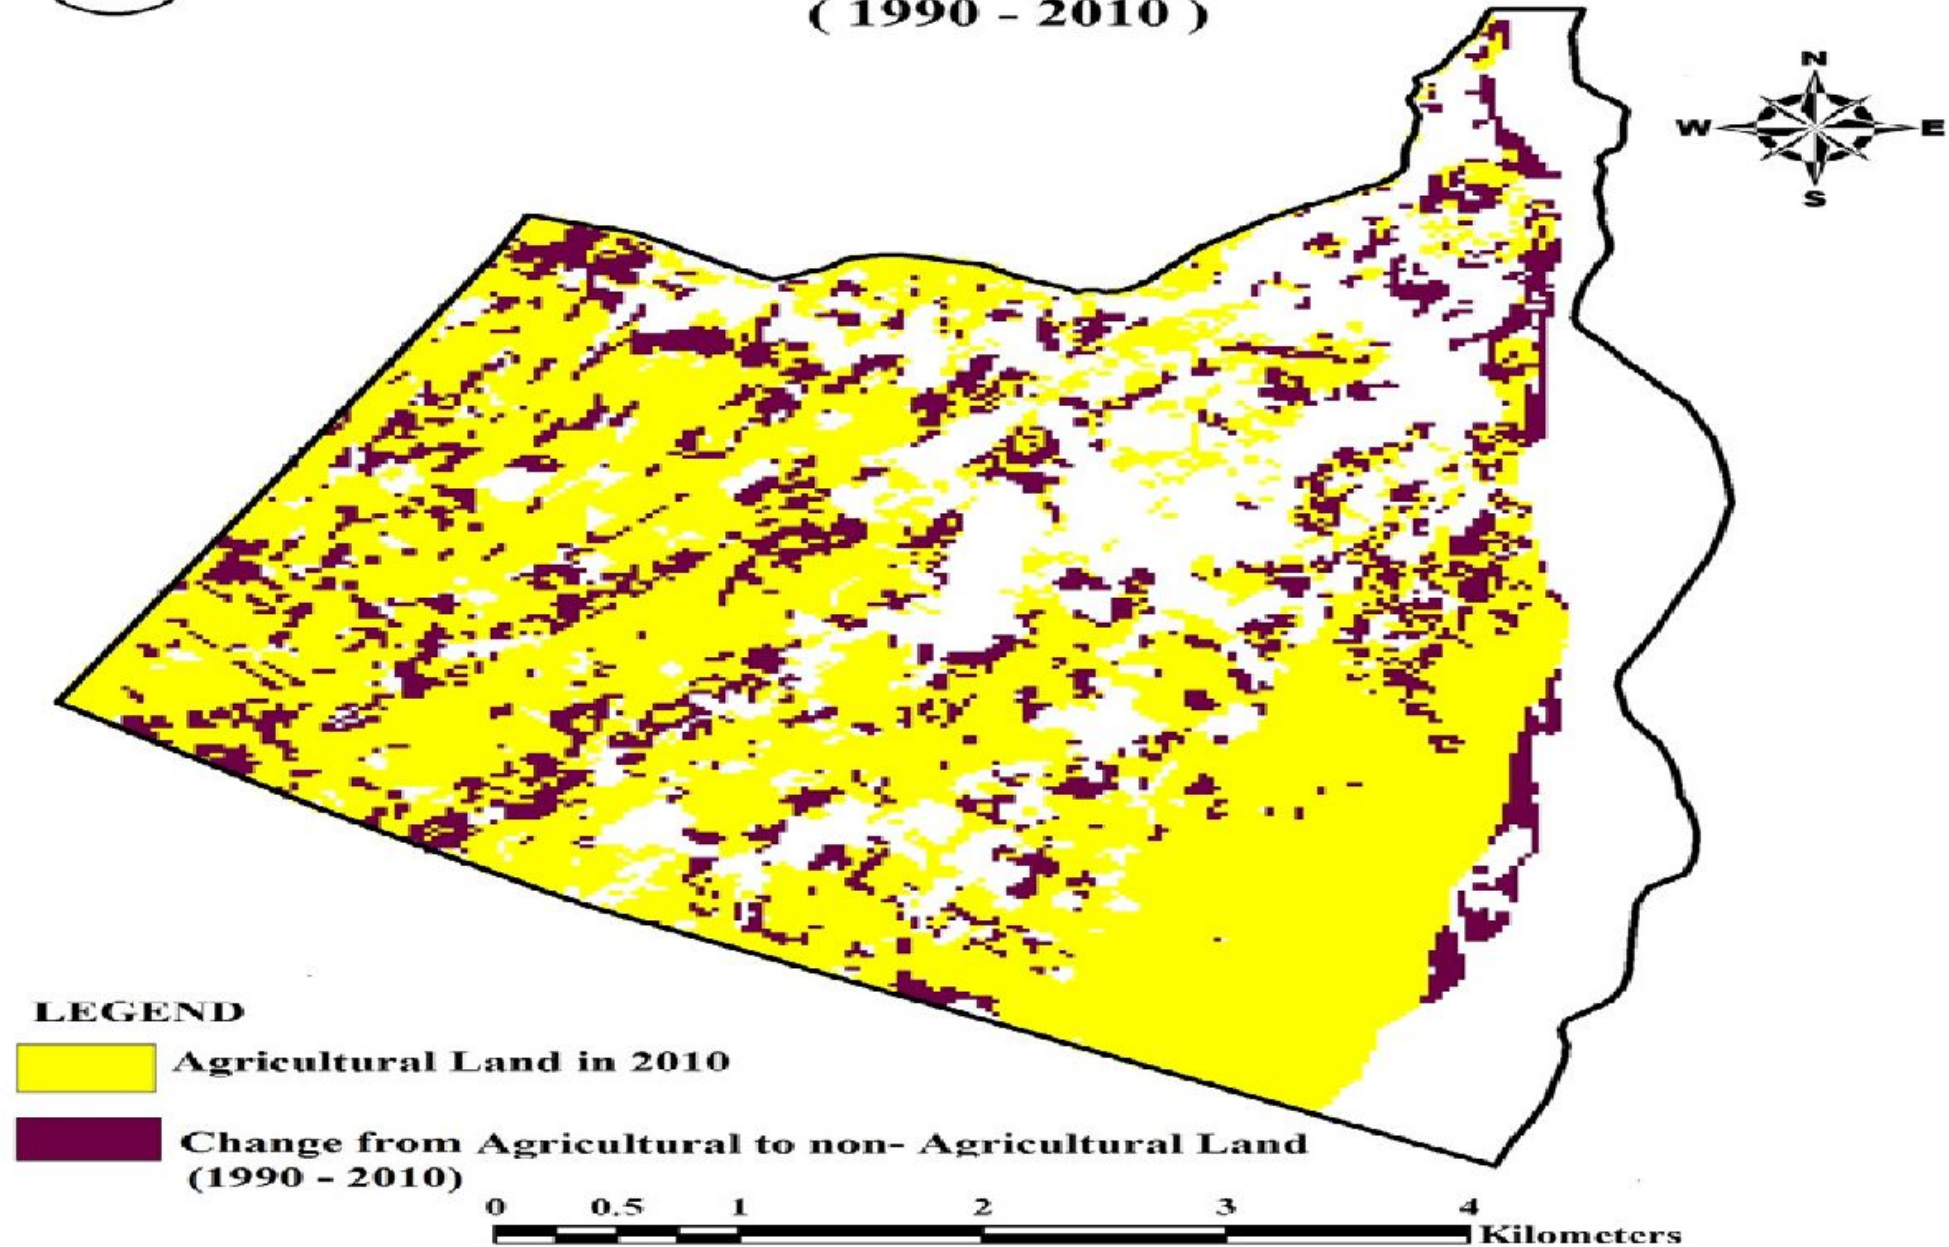 ( 1990 - 2010 )
N
W E
S
LEGEND
Agricultural Land in 2010
Change from Agricultural to non- Agricultural Land
(1990 - 2010)
0 0.5 1 2 3 4
Kilometers